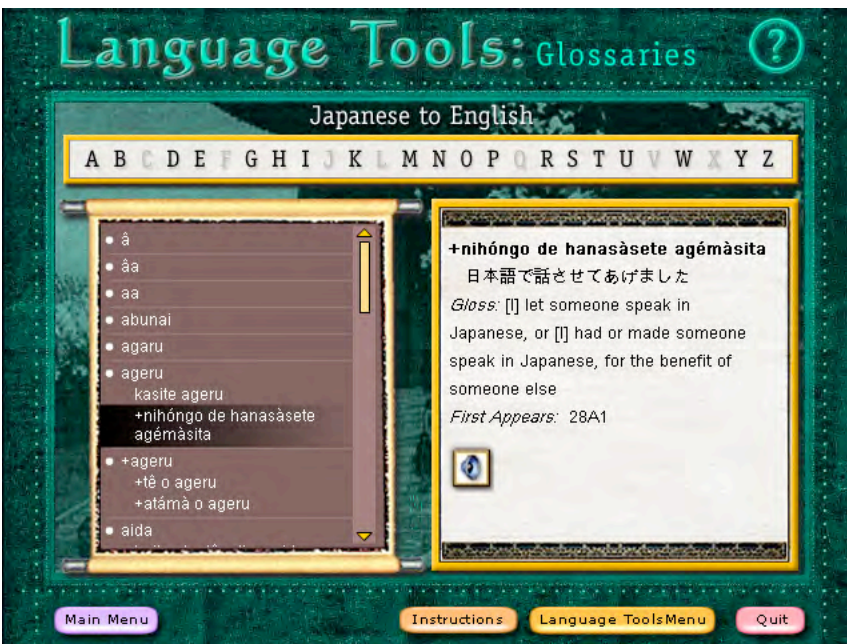 Language Tools: Glossaries
?
Japanese to English
A B C D E F G H I J K L M N O P Q R S T U V W X Y Z
â
âa
aa
abunai
agaru
ageru
kasite ageru
+nihóngo de hanasàsete
agémàsita
+ageru
+tê o ageru
+atámà o ageru
aida
+nihóngo de hanasàsete agémàsita
日本語で話させてあげました
Gloss: [I] let someone speak in
Japanese, or [I] had or made someone
speak in Japanese, for the benefit of
someone else
First Appears: 28A1
Main Menu
Instructions
Language ToolsMenu
Quit